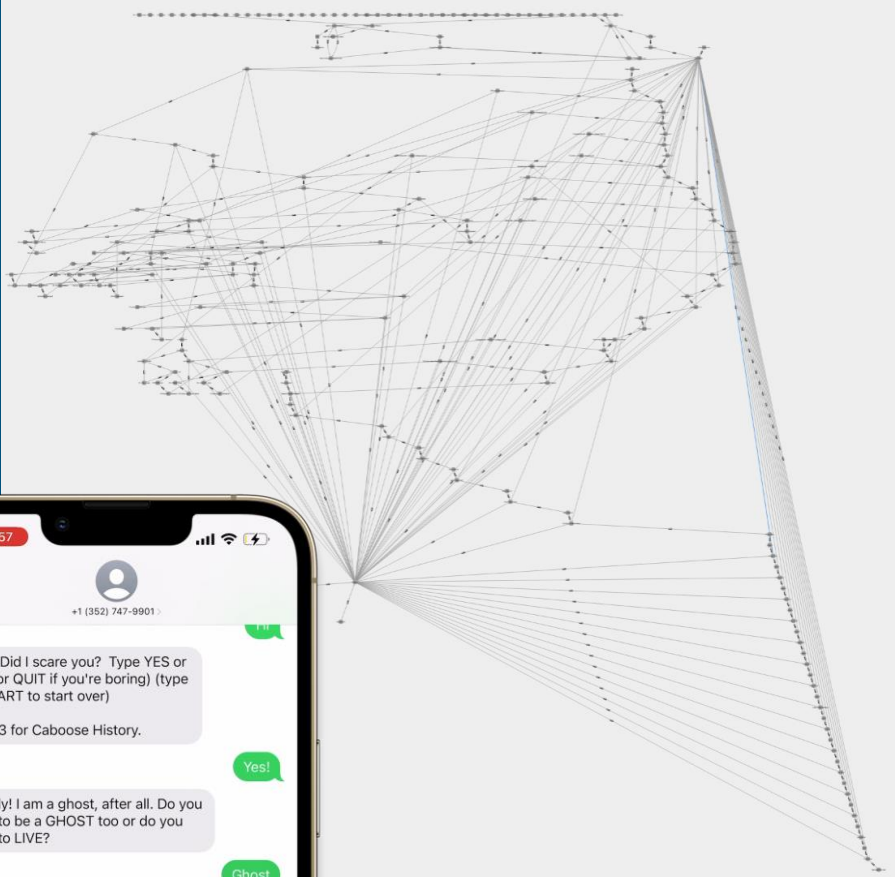 57
+1 (352) 747-9901 >
Did I scare you? Type YES or
or QUIT if you're boring) (type
ART to start over)
3 for Caboose History.
Yes!
ly! I am a ghost, after all. Do you
to be a GHOST too or do you
to LIVE?
Ghost